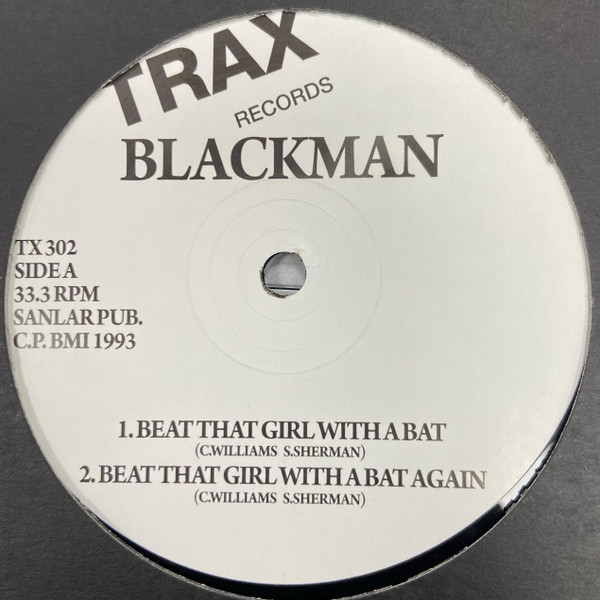 TRAX
RECORDS
BLACKMAN
TX 302
SIDE A
33.3 RPM
SANLAR PUB.
C.P. BMI 1993
1. BEAT THAT GIRL WITH A BAT
(C.WILLIAMS S.SHERMAN)
2. BEAT THAT GIRL WITH A BAT AGAIN
(C.WILLIAMS S.SHERMAN)